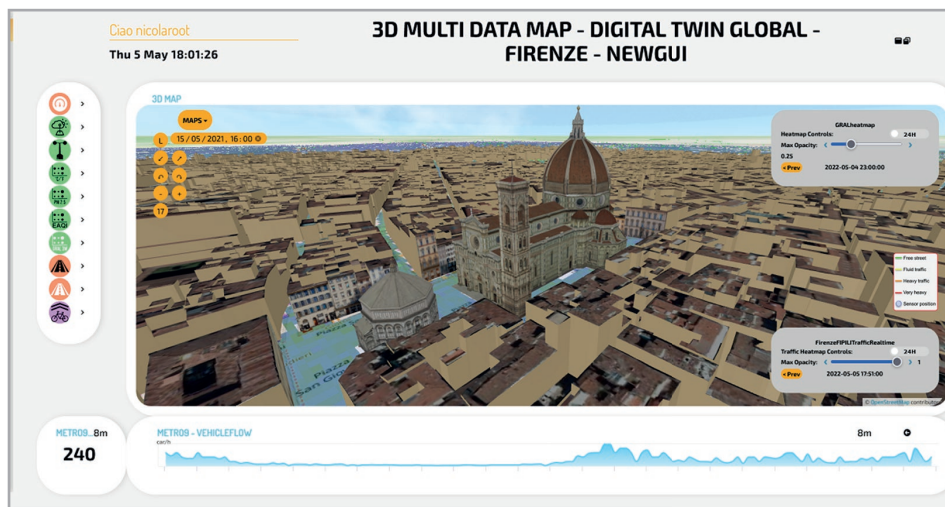 Ciao nicolaroot
Thu 5 May 18:01:26
3D MULTI DATA MAP - DIGITAL TWIN GLOBAL -
FIRENZE - NEWGUI
3D MAP
MAPS
L
15 / 05 / 2021, 16 : 00
-
+
17
GRALheatmap
Heatmap Controls:
24H
Max Opacity: < >
0.25
< Prev
2022-05-04 23:00:00
EAQI
Free street
Fluid traffic
Heavy traffic
Very heavy
Sensor position
Piazza
San Gio
Piazza
FirenzeFIPILITrafficRealtime
Traffic Heatmap Controls:
24H
Max Opacity: < > 1
< Prev
2022-05-05 17:51:00
© OpenStreetMap contributor
METRO9...8m
240
METRO9 - VEHICLEFLOW
8m
car/h